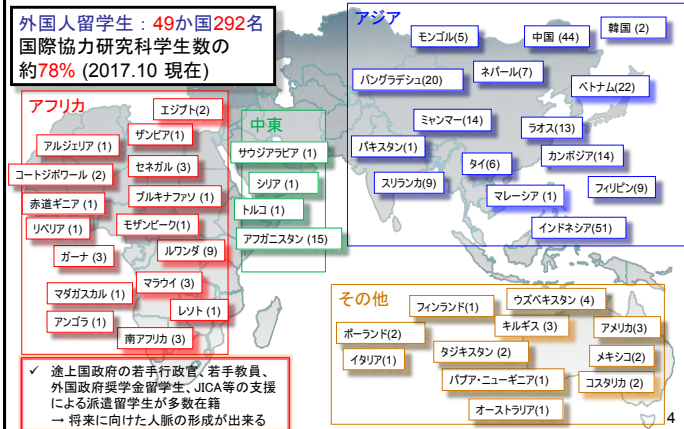 外国人留学生：49か国292名
国際協力研究科学生数の
約78% (2017.10 現在)
アジア
モンゴル(5)
中国 (44)
韓国 (2)
バングラデシュ(20)
ネパール(7)
ベトナム(22)
ミャンマー(14)
ラオス(13)
パキスタン(1)
タイ(6)
カンボジア(14)
スリランカ(9)
マレーシア (1)
フィリピン(9)
インドネシア(51)
アフリカ
エジプト(2)
アルジェリア (1)
ザンビア(1)
コートジボワール (2)
セネガル (3)
赤道ギニア (1)
ブルキナファソ (1)
リベリア (1)
モザンビーク(1)
ガーナ (3)
ルワンダ (9)
マダガスカル (1)
マラウイ (3)
アンゴラ (1)
レソト (1)
南アフリカ (3)
中東
サウジアラビア (1)
シリア (1)
トルコ (1)
アフガニスタン (15)
その他
フィンランド(1)
ウズベキスタン (4)
ポーランド(2)
キルギス (3)
アメリカ(3)
イタリア(1)
タジキスタン (2)
メキシコ(2)
パプア・ニューギニア(1)
コスタリカ (2)
オーストラリア(1)
✓ 途上国政府の若手行政官、若手教員、
外国政府奨学金留学生、JICA等の支援
による派遣留学生が多数在籍
→ 将来に向けた人脈の形成が出来る
4